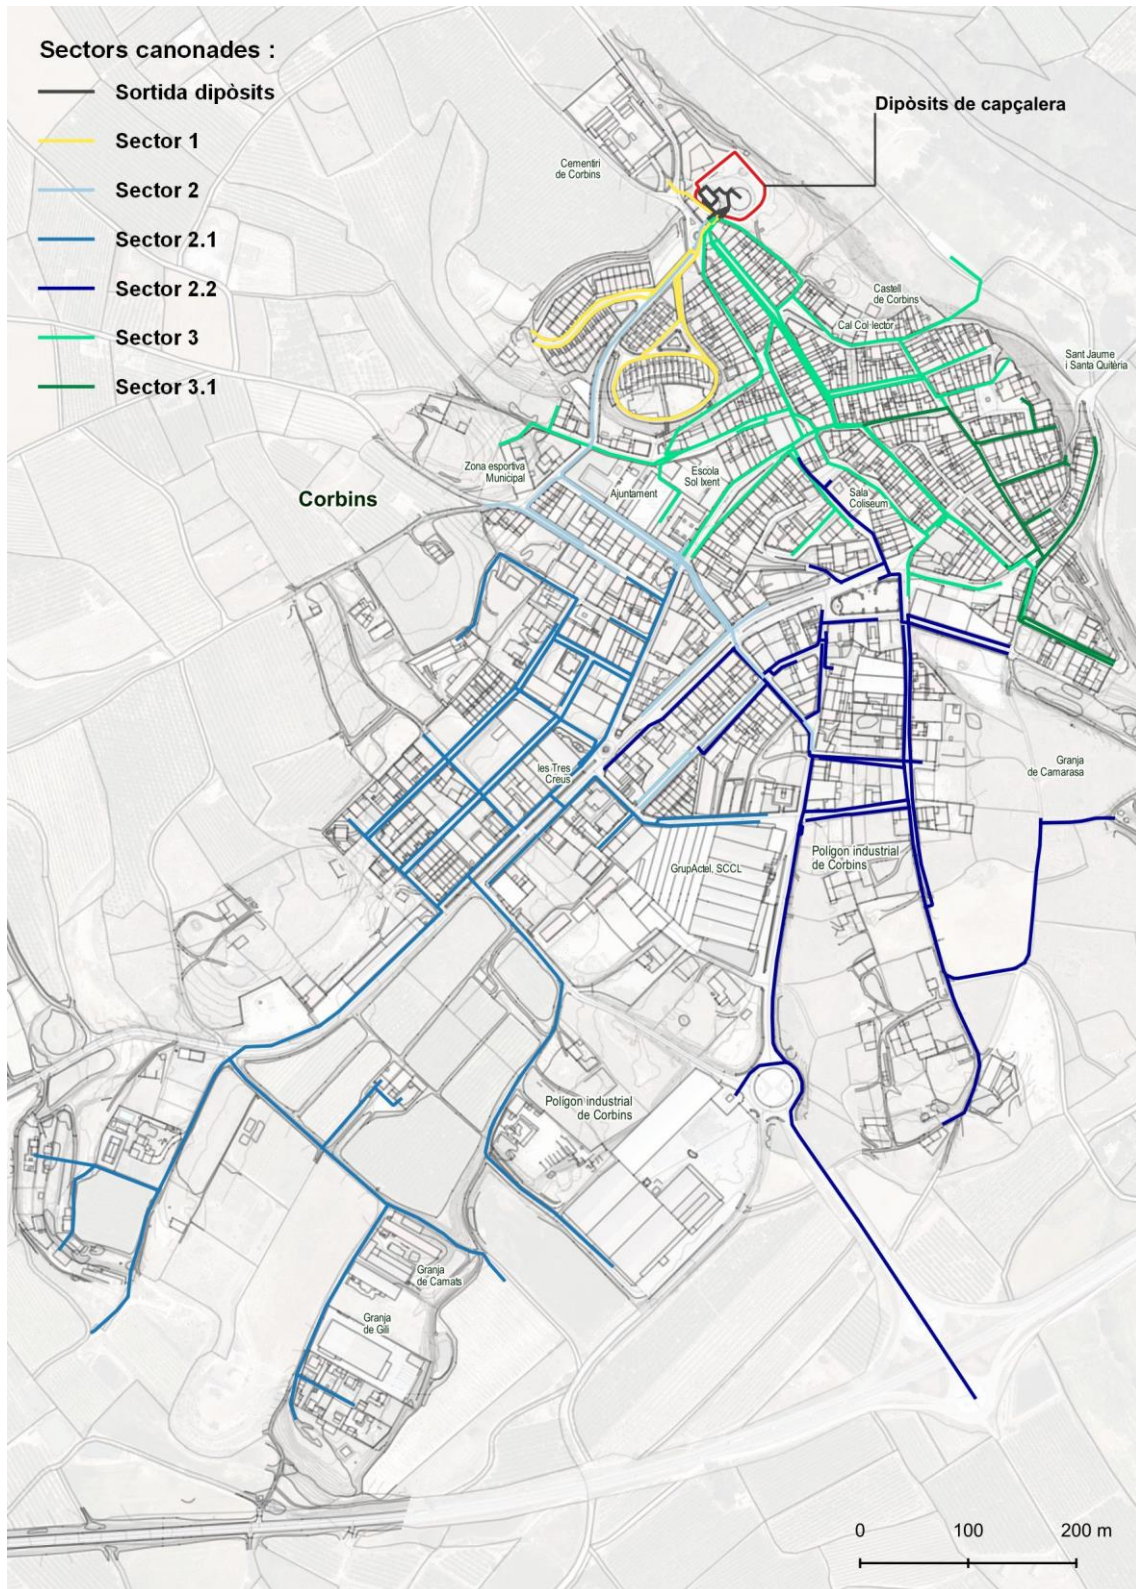 Sectors canonades :
Sortida dipòsits
Sector 1
Sector 2
Sector 2.1
Sector 2.2
Sector 3
Sector 3.1
Dipòsits de capçalera
Cementiri
de Corbins
Castell
de Corbins
Cal Col·lector
Sant Jaume
i Santa Quitèria
Zona esportiva
Municipal
Escola
Sol Ixent
Ajuntament
Sala
Coliseum
Corbins
les Tres
Creus
Granja
de Camarasa
Polígon industrial
de Corbins
GrupActel, SCCL
Polígon industrial
de Corbins
Granja
de Camats
Granja
de Gili
0 100 200 m